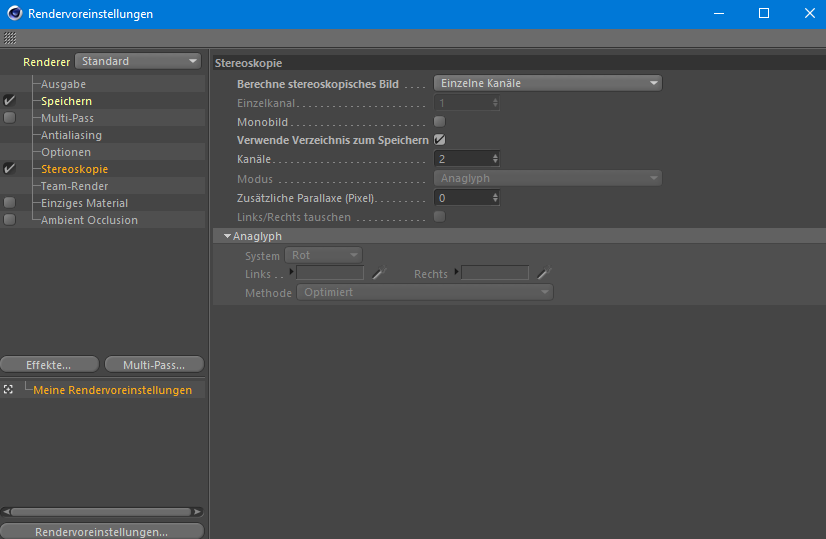 Rendervoreinstellungen
Renderer Standard
Ausgabe
Speichern
Multi-Pass
Antialiasing
Optionen
Stereoskopie
Team-Render
Einziges Material
Ambient Occlusion
Effekte...
Multi-Pass...
Meine Rendervoreinstellungen
Rendervoreinstellungen...
Stereoskopie
Berechne stereoskopisches Bild . . . . Einzelne Kanäle
Einzelkanal . . . . . . . . . . . . . . . . . . . . 1
Monobild . . . . . . . . . . . . . . . . . . . . .
Verwende Verzeichnis zum Speichern
Kanäle . . . . . . . . . . . . . . . . . . . . . . . . 2
Modus . . . . . . . . . . . . . . . . . . . . . . . . Anaglyph
Zusätzliche Parallaxe (Pixel) . . . . . . . . 0
Links/Rechts tauschen . . . . . . . . . . . .
Anaglyph
System Rot
Links . . Rechts
Methode Optimiert